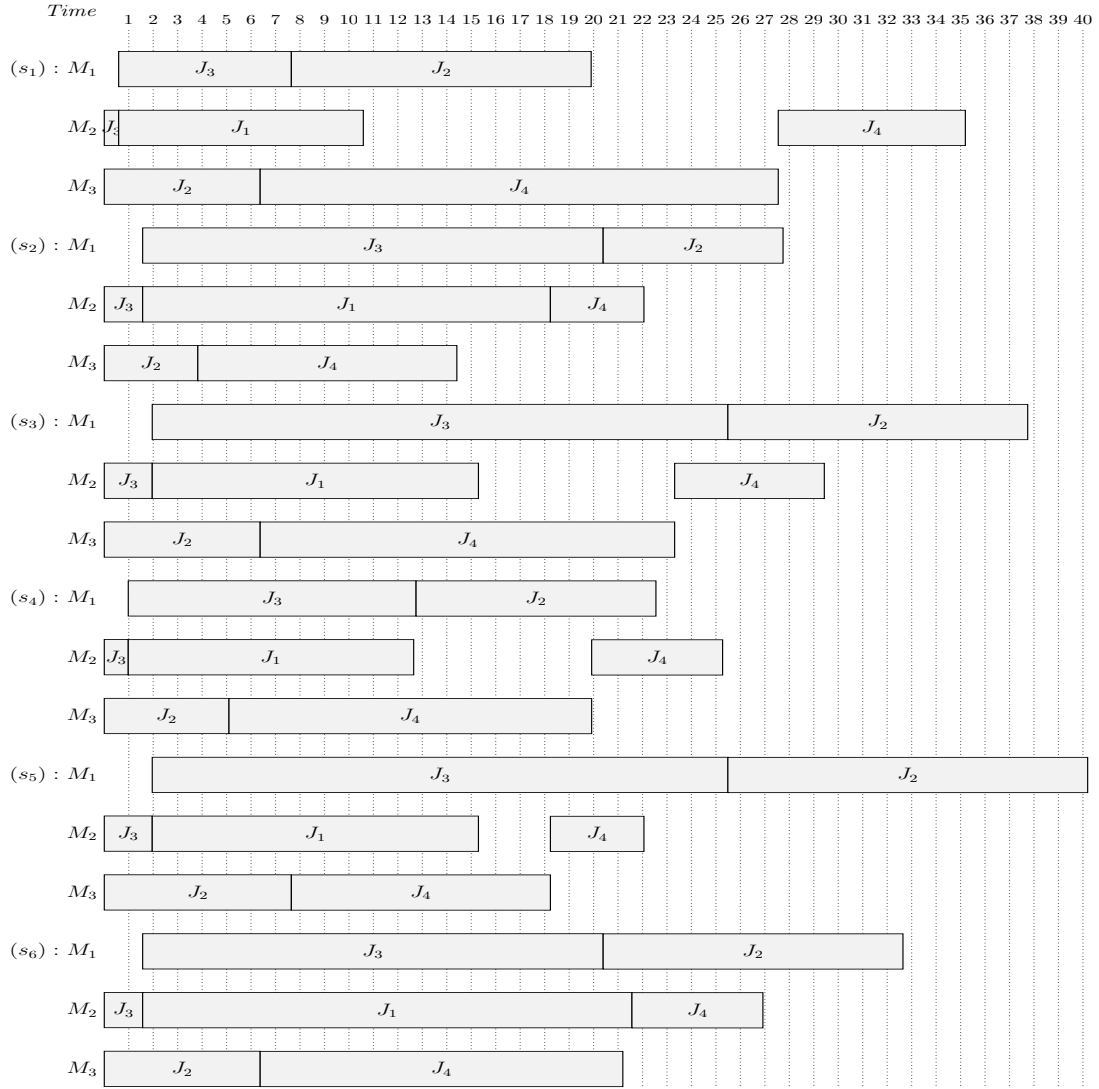 Time 1 2 3 4 5 6 7 8 9 10 11 12 13 14 15 16 17 18 19 20 21 22 23 24 25 26 27 28 29 30 31 32 33 34 35 36 37 38 39 40
(s₁) : M₁ J₃ J₂
M₂ J₃ J₁ J₄
M₃ J₂ J₄
(s₂) : M₁ J₃ J₂
M₂ J₃ J₁ J₄
M₃ J₂ J₄
(s₃) : M₁ J₃ J₂
M₂ J₃ J₁ J₄
M₃ J₂ J₄
(s₄) : M₁ J₃ J₂
M₂ J₃ J₁ J₄
M₃ J₂ J₄
(s₅) : M₁ J₃ J₂
M₂ J₃ J₁ J₄
M₃ J₂ J₄
(s₆) : M₁ J₃ J₂
M₂ J₃ J₁ J₄
M₃ J₂ J₄